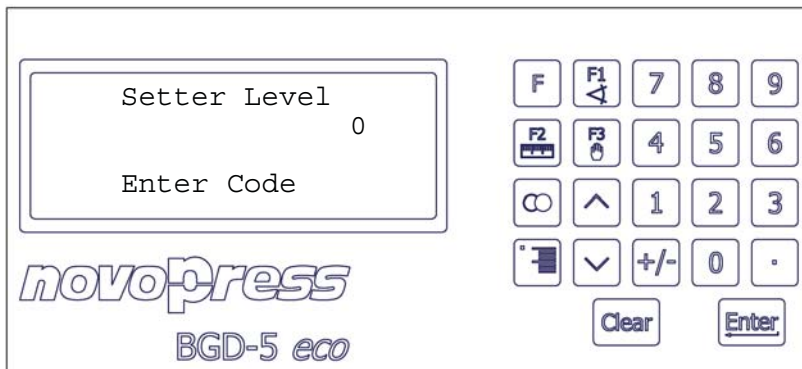 Setter Level
0
Enter Code
novopress
BGD-5 eco
F F1 7 8 9
F2 F3 4 5 6
1 2 3
+/- 0 .
Clear Enter